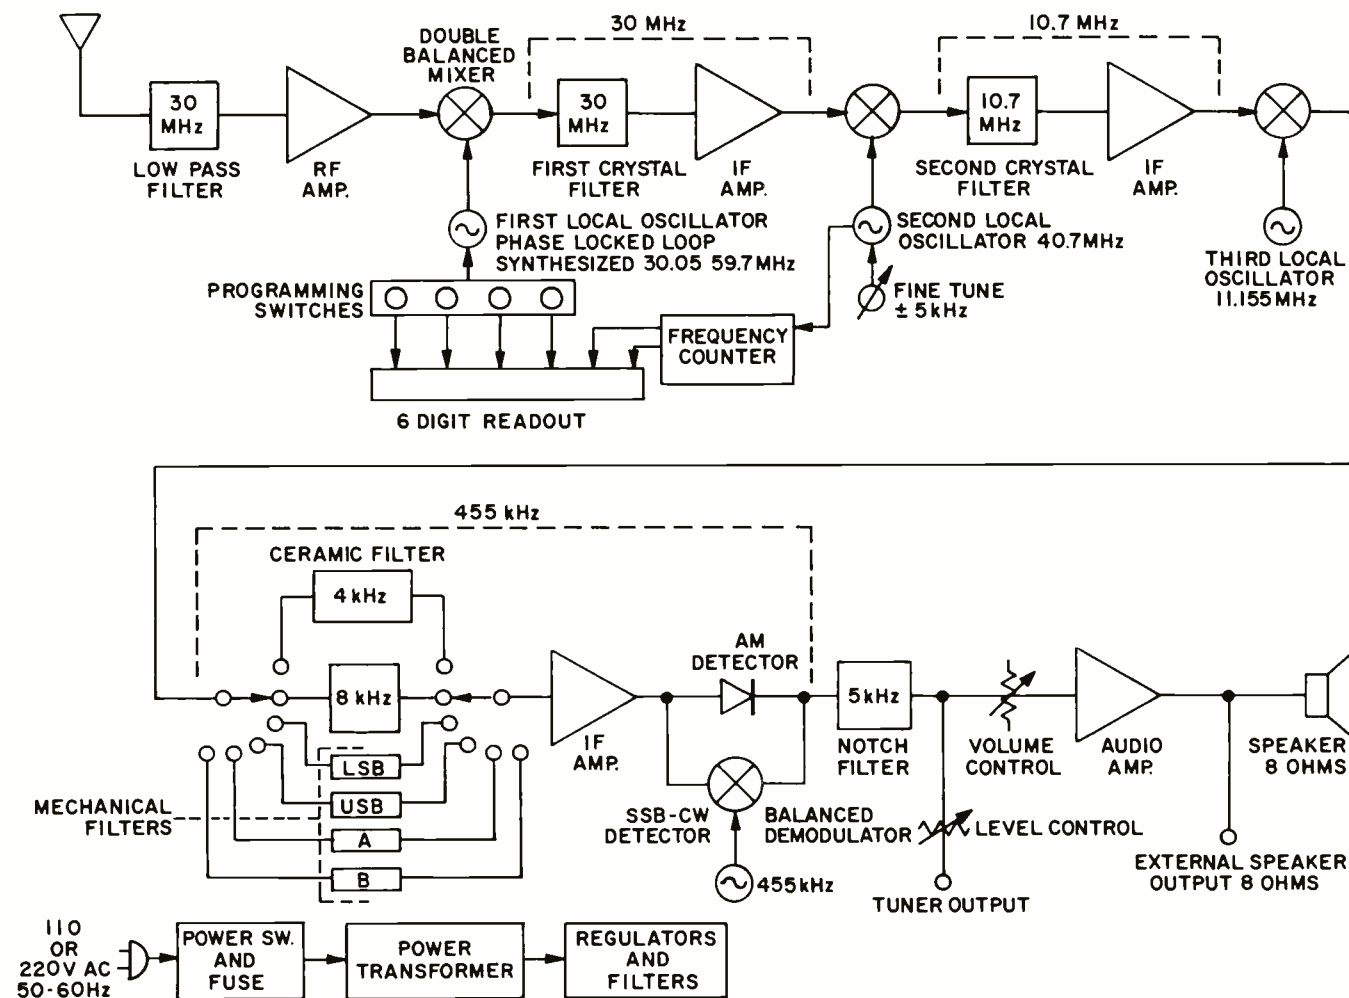 30 MHz
10.7 MHz
DOUBLE
BALANCED
MIXER
30
MHz
30
MHz
10.7
MHz
LOW PASS
FILTER
RF
AMP.
FIRST CRYSTAL
FILTER
IF
AMP.
SECOND CRYSTAL
FILTER
IF
AMP.
FIRST LOCAL OSCILLATOR
PHASE LOCKED LOOP
SYNTHESIZED 30.05 59.7MHz
SECOND LOCAL
OSCILLATOR 40.7MHz
THIRD LOCAL
OSCILLATOR
11.155MHz
PROGRAMMING
SWITCHES
FINE TUNE
± 5kHz
FREQUENCY
COUNTER
6 DIGIT READOUT
455 kHz
CERAMIC FILTER
4kHz
8 kHz
AM
DETECTOR
5kHz
IF
AMP.
NOTCH
FILTER
VOLUME
CONTROL
AUDIO
AMP.
SPEAKER
8 OHMS
LSB
USB
A
B
MECHANICAL
FILTERS
SSB-CW
DETECTOR
BALANCED
DEMODULATOR
LEVEL CONTROL
455kHz
TUNER OUTPUT
EXTERNAL SPEAKER
OUTPUT 8 OHMS
110
OR
220V AC
50-60Hz
POWER SW.
AND
FUSE
POWER
TRANSFORMER
REGULATORS
AND
FILTERS